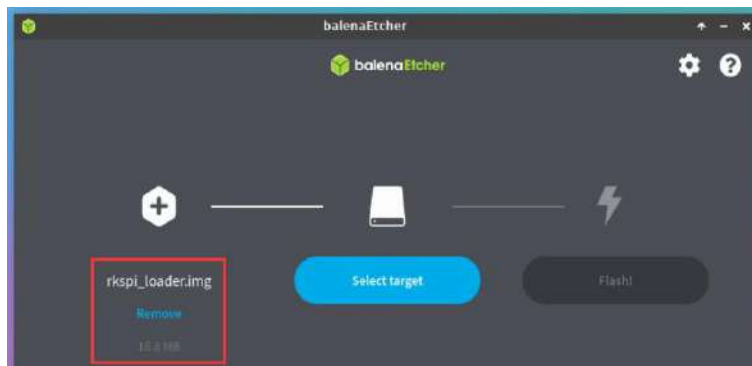 balenaEtcher
balenaEtcher
rkspi_loader.img
Select target
Flash!
Remove